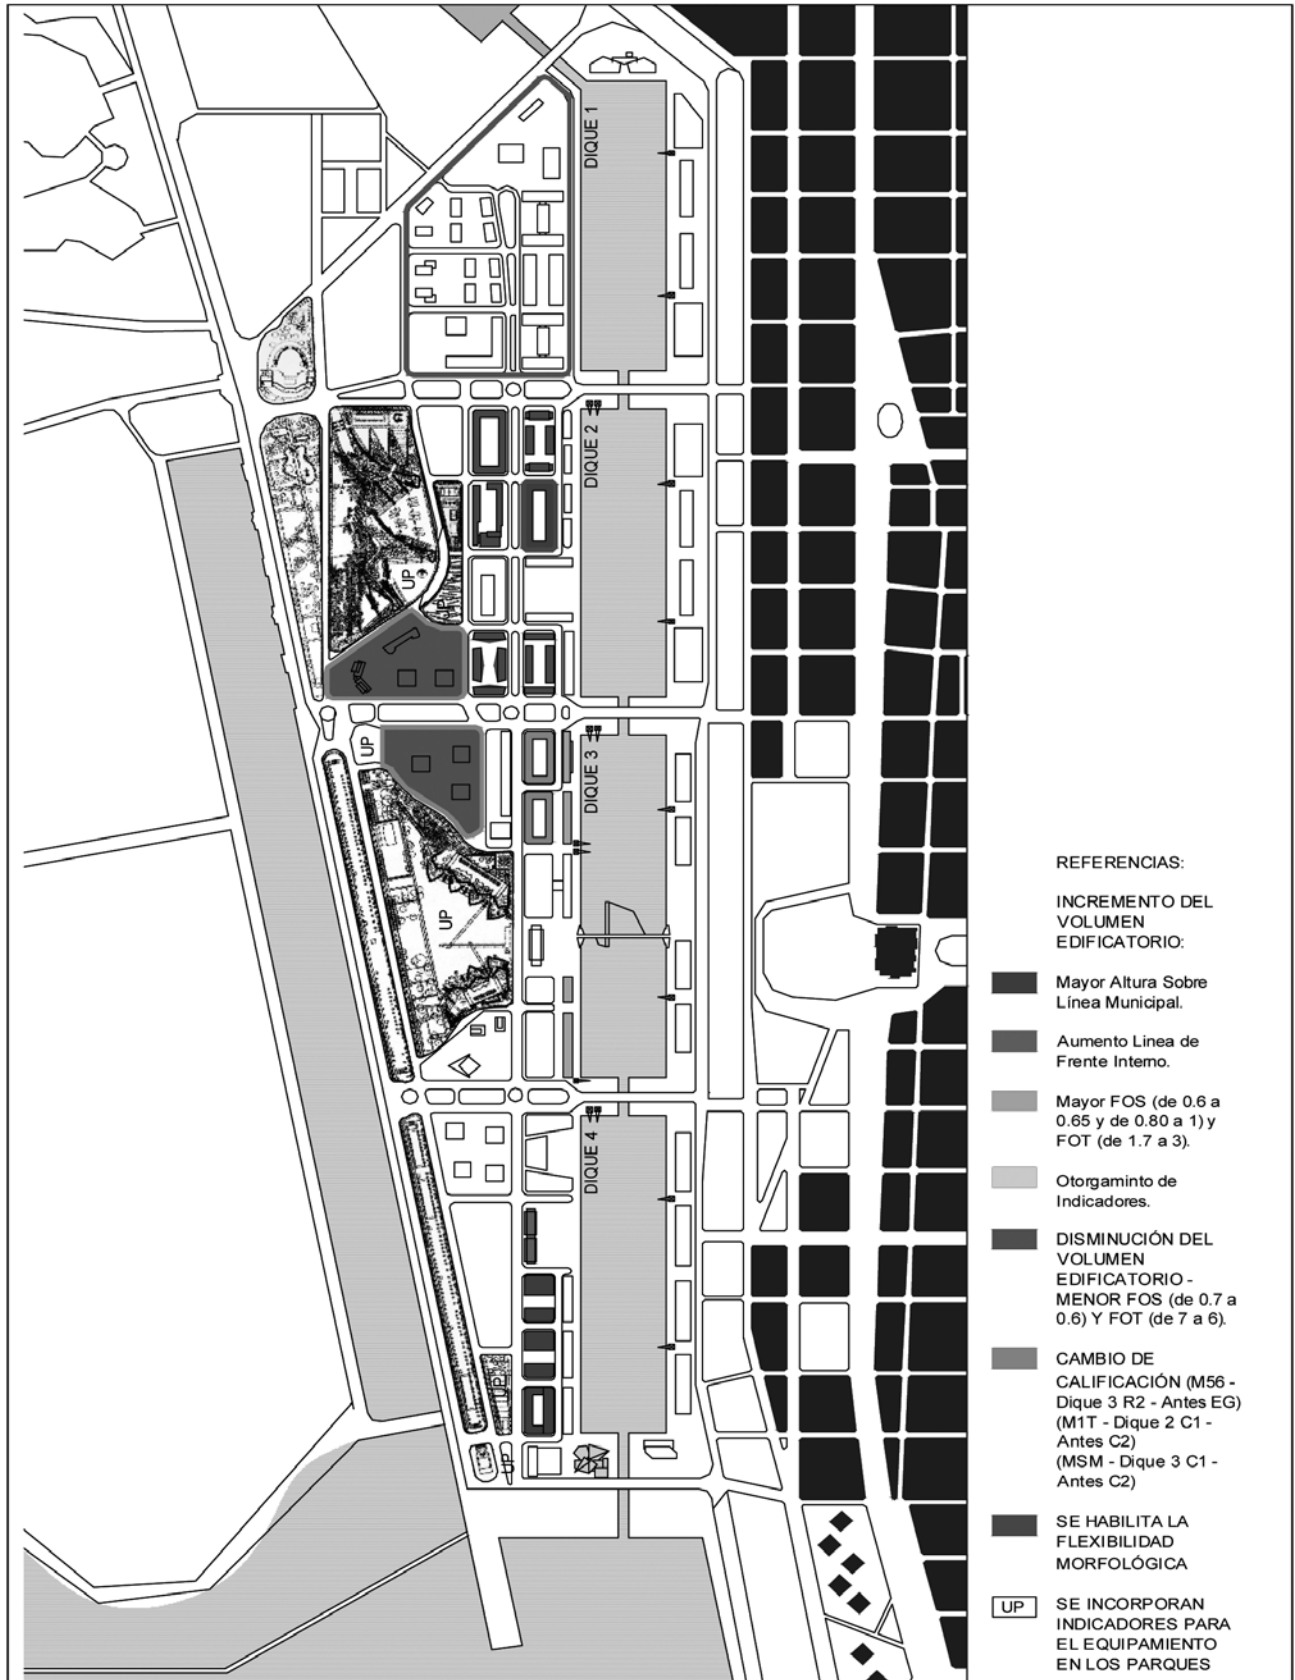 DIQUE 1
DIQUE 2
UP
UP
UP
DIQUE 3
UP
DIQUE 4
UP
UP
REFERENCIAS:
INCREMENTO DEL
VOLUMEN
EDIFICATORIO:
Mayor Altura Sobre
Línea Municipal.
Aumento Linea de
Frente Interno.
Mayor FOS (de 0.6 a
0.65 y de 0.80 a 1) y
FOT (de 1.7 a 3).
Otorgaminto de
Indicadores.
DISMINUCIÓN DEL
VOLUMEN
EDIFICATORIO -
MENOR FOS (de 0.7 a
0.6) Y FOT (de 7 a 6).
CAMBIO DE
CALIFICACIÓN (M56 -
Dique 3 R2 - Antes EG)
(M1T - Dique 2 C1 -
Antes C2)
(MSM - Dique 3 C1 -
Antes C2)
SE HABILITA LA
FLEXIBILIDAD
MORFOLÓGICA
UP
SE INCORPORAN
INDICADORES PARA
EL EQUIPAMIENTO
EN LOS PARQUES